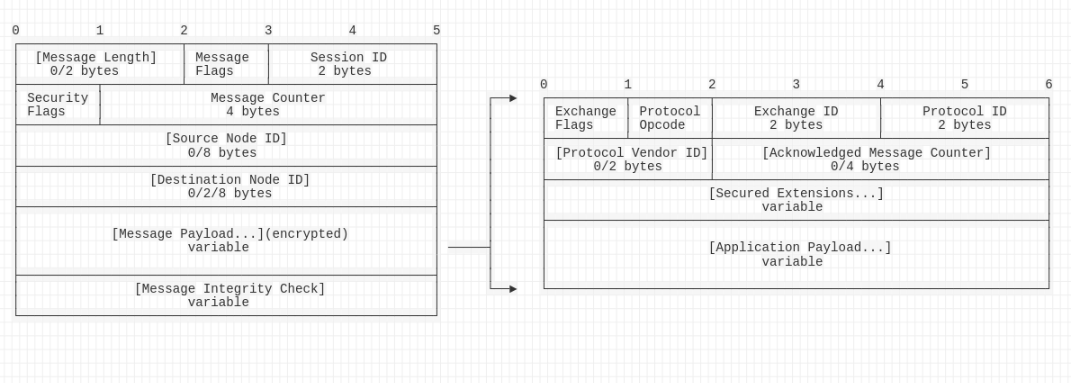 0 1 2 3 4 5
[Message Length] Message Session ID
0/2 bytes Flags 2 bytes
Security Message Counter
Flags 4 bytes
[Source Node ID]
0/8 bytes
[Destination Node ID]
0/2/8 bytes
[Message Payload...](encrypted)
variable
[Message Integrity Check]
variable
0 1 2 3 4 5 6
Exchange Protocol Exchange ID Protocol ID
Flags Opcode 2 bytes 2 bytes
[Protocol Vendor ID] [Acknowledged Message Counter]
0/2 bytes 0/4 bytes
[Secured Extensions...]
variable
[Application Payload...]
variable